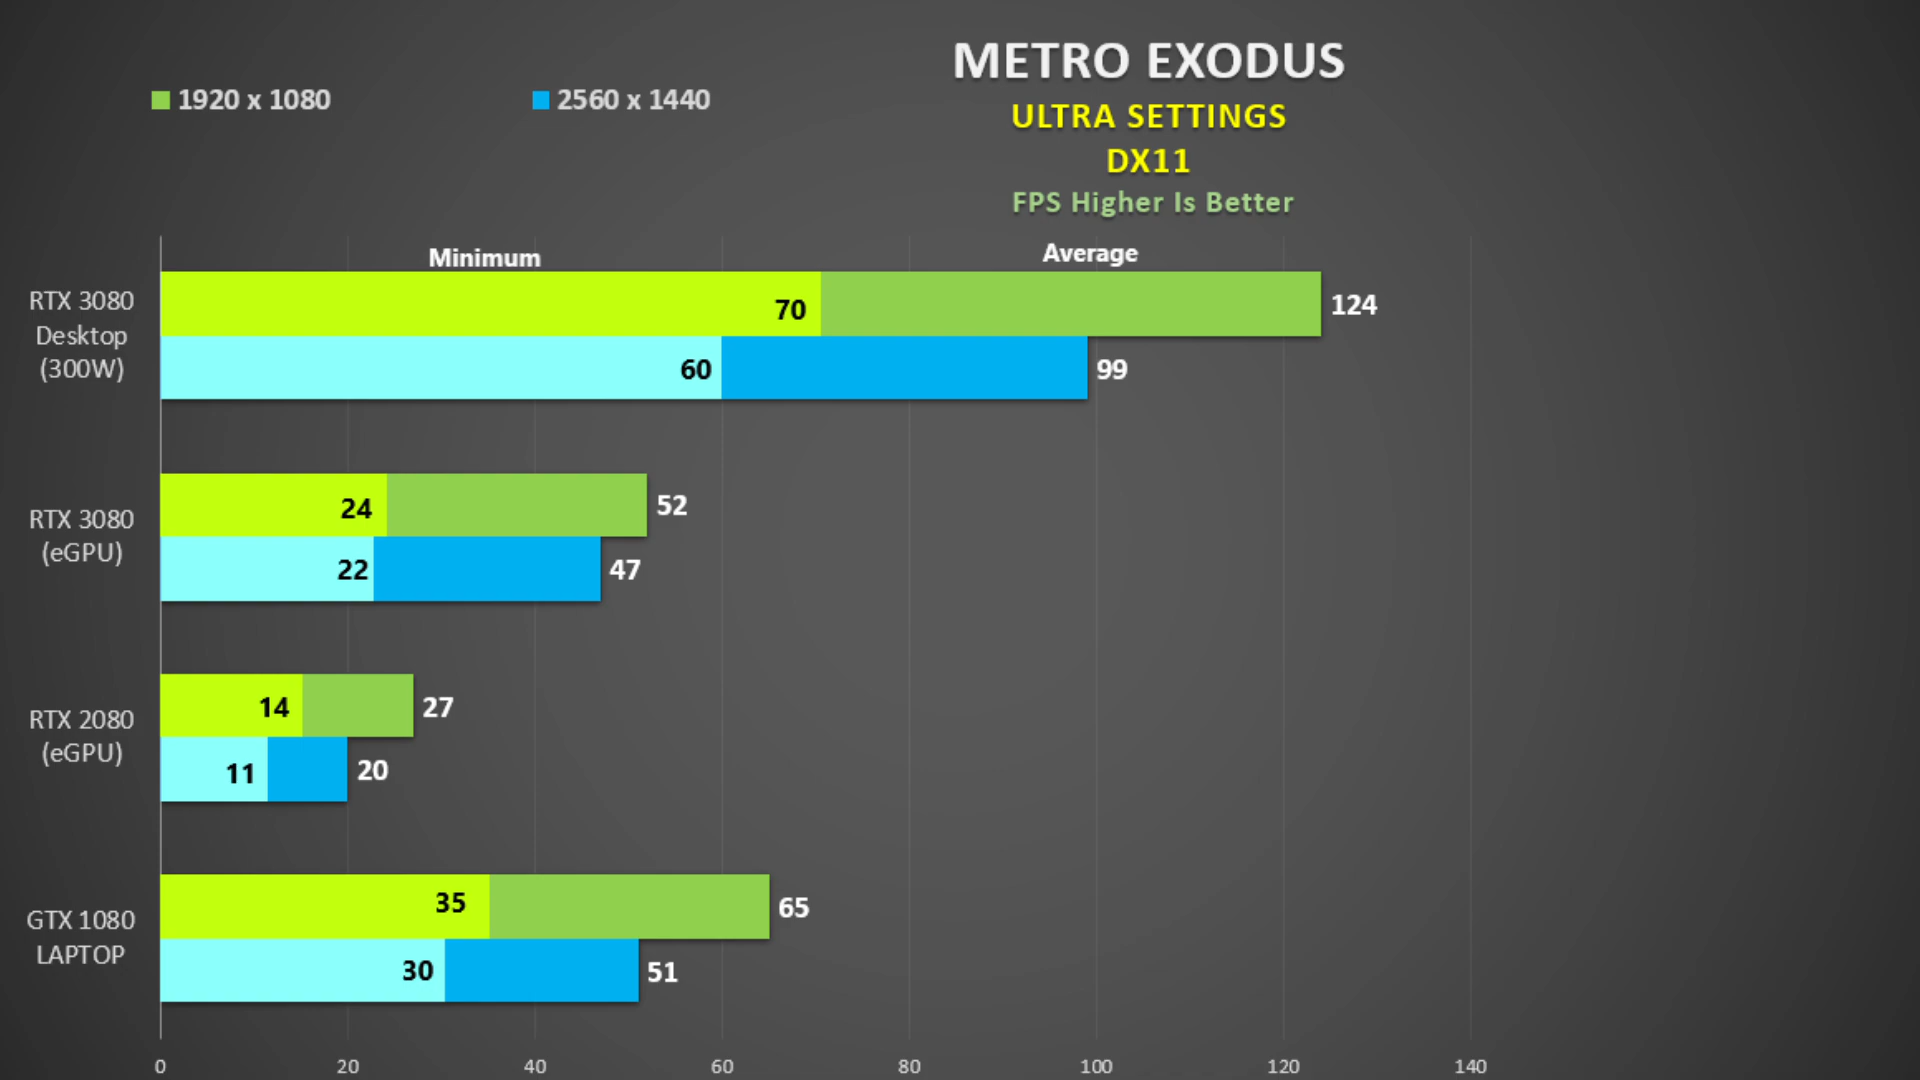 METRO EXODUS
ULTRA SETTINGS
DX11
FPS Higher Is Better
1920 x 1080
2560 x 1440
Minimum
Average
RTX 3080
Desktop
(300W)
70
124
60
99
RTX 3080
(eGPU)
24
52
22
47
RTX 2080
(eGPU)
14
27
11
20
GTX 1080
LAPTOP
35
65
30
51
0 20 40 60 80 100 120 140